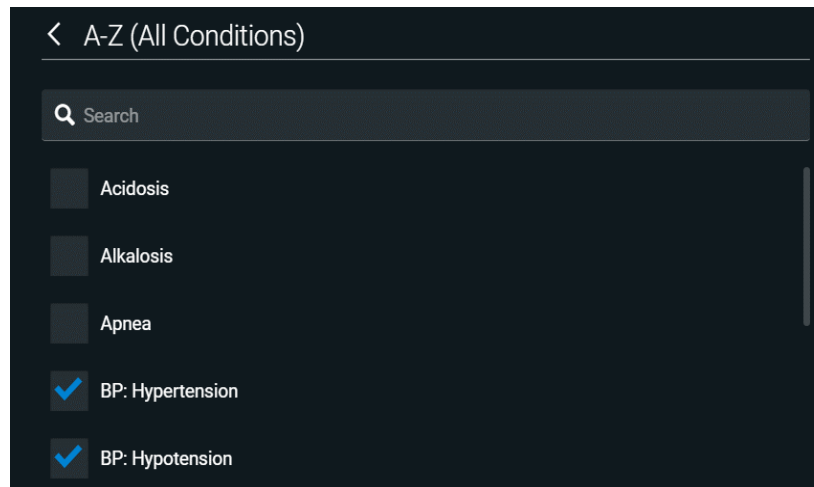 A-Z (All Conditions)
Search
Acidosis
Alkalosis
Apnea
BP: Hypertension
BP: Hypotension